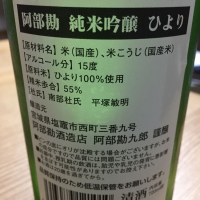 阿部勘 純米吟醸 ひより
【原材料名】米(国産)、米こうじ(国産米)
【アルコール分】15度
【原料米】ひより100%使用
【精米歩合】55%
【杜氏】南部杜氏 平塚敏明
醸造元
宮城県塩竈市西町三番九号
阿部勘酒造店 阿部勘九郎 謹醸
清酒